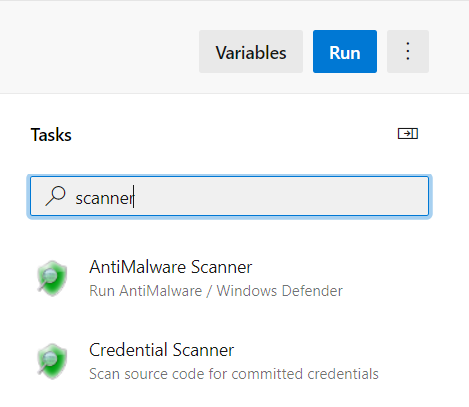 Variables
Run
Tasks
scanner
AntiMalware Scanner
Run AntiMalware / Windows Defender
Credential Scanner
Scan source code for committed credentials